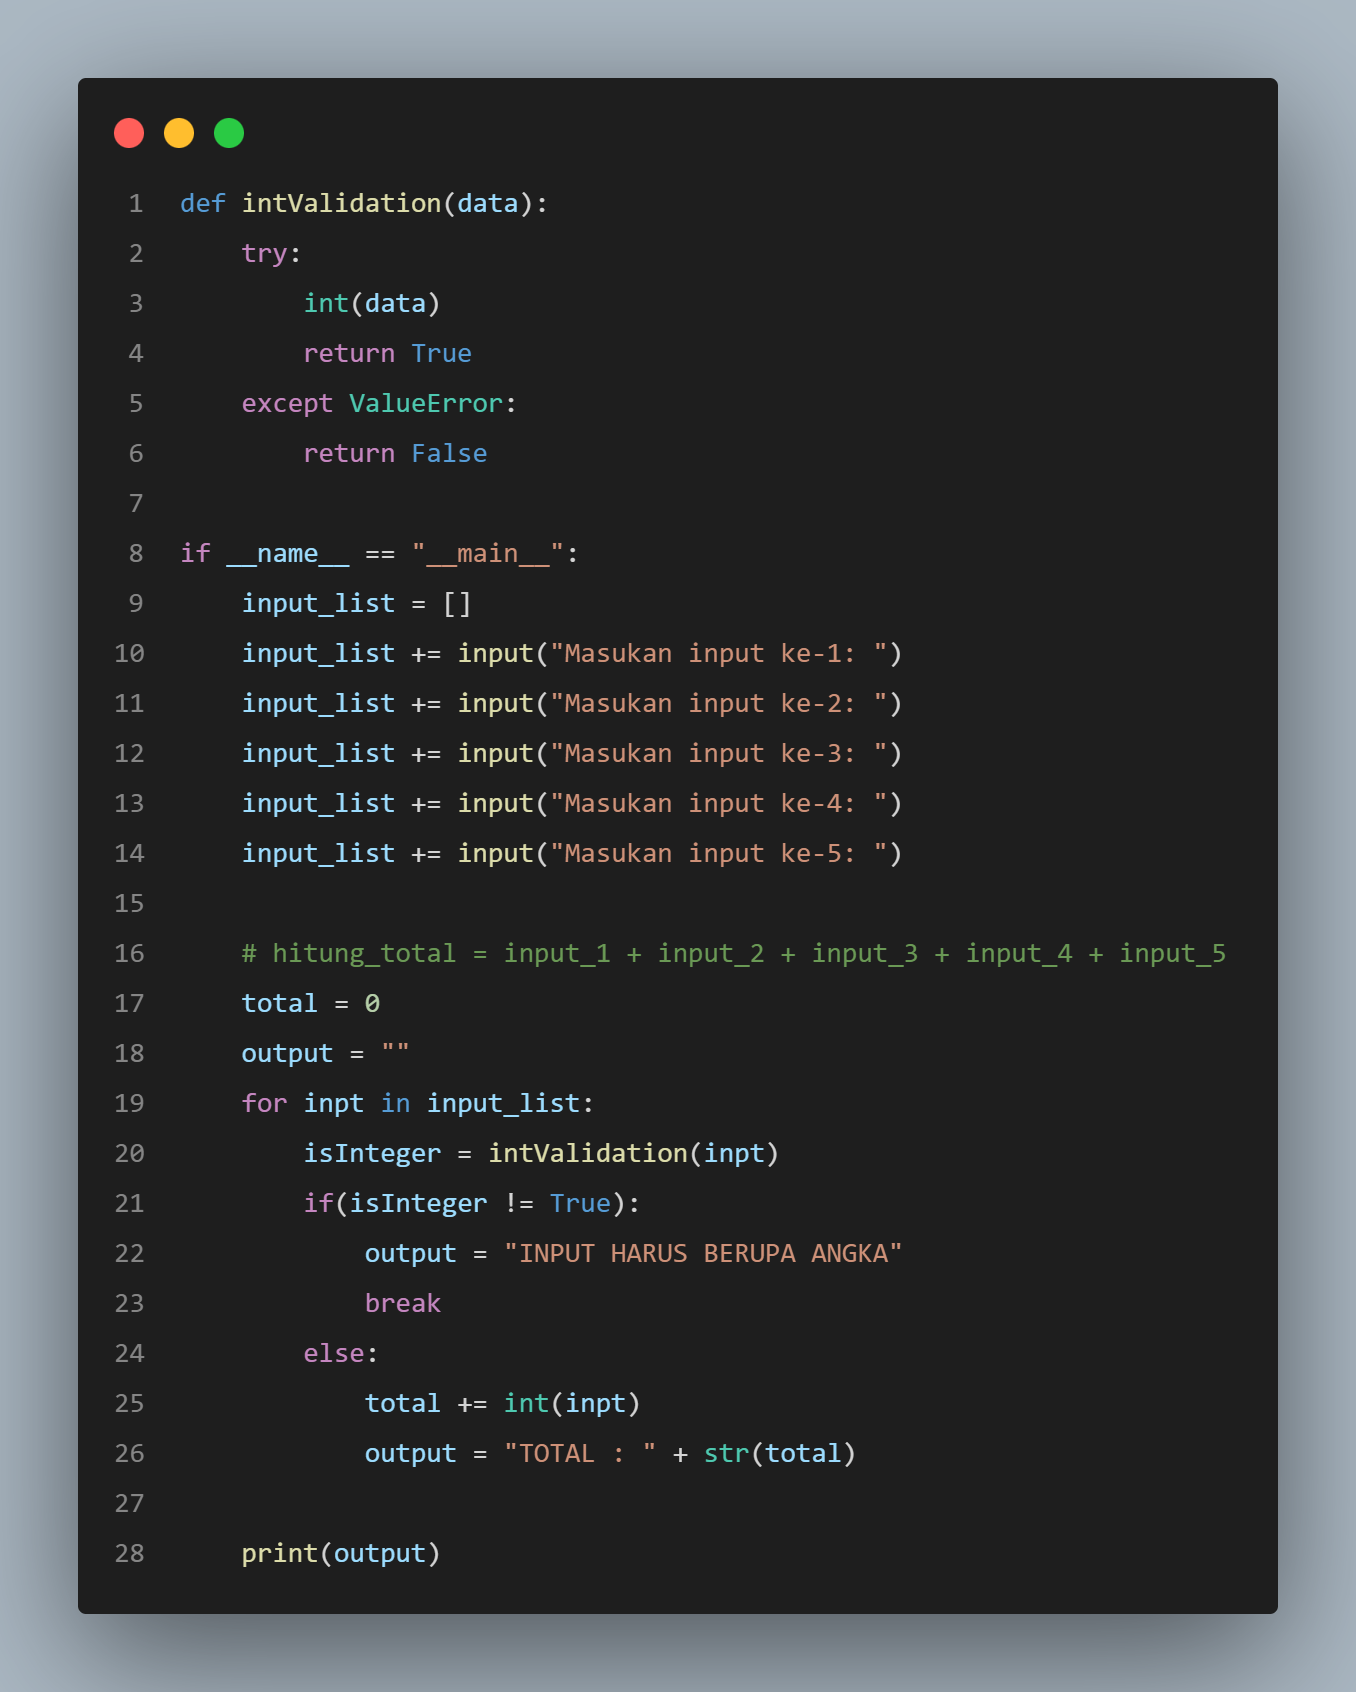 1 def intValidation(data):
2     try:
3         int(data)
4         return True
5     except ValueError:
6         return False
7
8 if __name__ == "__main__":
9     input_list = []
10     input_list += input("Masukan input ke-1: ")
11     input_list += input("Masukan input ke-2: ")
12     input_list += input("Masukan input ke-3: ")
13     input_list += input("Masukan input ke-4: ")
14     input_list += input("Masukan input ke-5: ")
15
16     # hitung_total = input_1 + input_2 + input_3 + input_4 + input_5
17     total = 0
18     output = ""
19     for inpt in input_list:
20         isInteger = intValidation(inpt)
21         if(isInteger != True):
22             output = "INPUT HARUS BERUPA ANGKA"
23             break
24         else:
25             total += int(inpt)
26             output = "TOTAL : " + str(total)
27
28     print(output)